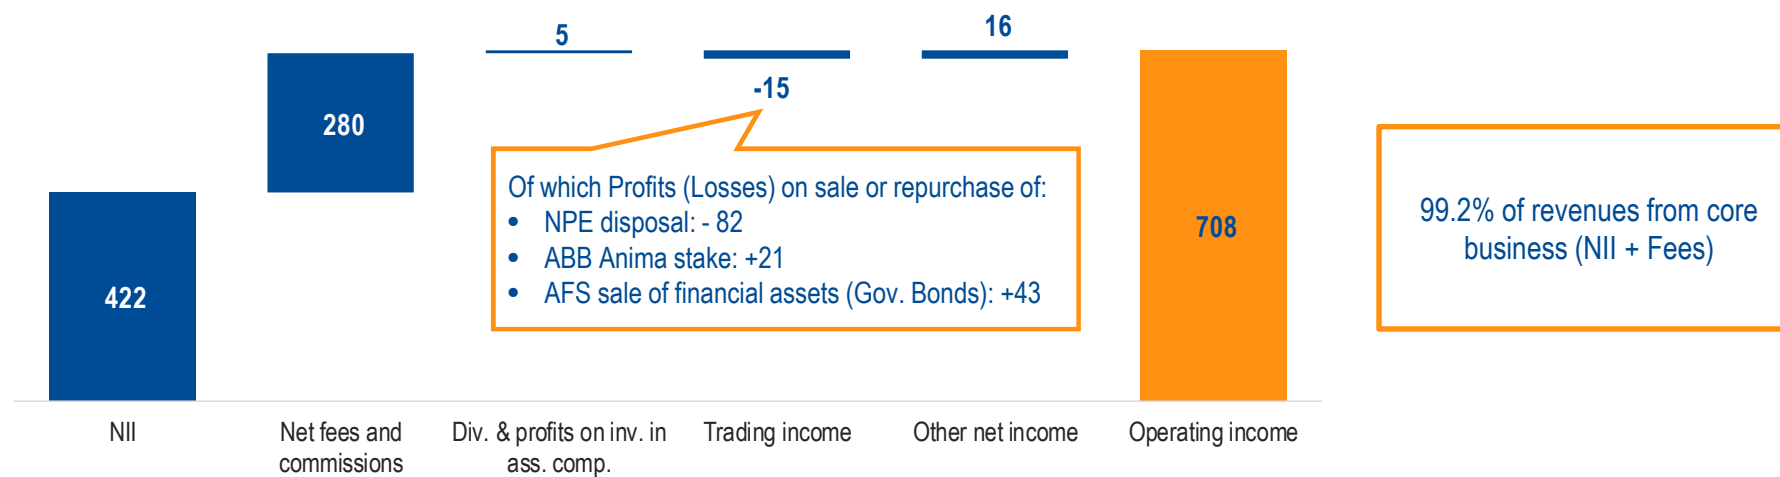 5
16
-15
280
Of which Profits (Losses) on sale or repurchase of:
• NPE disposal: - 82
• ABB Anima stake: +21
• AFS sale of financial assets (Gov. Bonds): +43
422
708
99.2% of revenues from core
business (NII + Fees)
NII
Net fees and
commissions
Div. & profits on inv. in
ass. comp.
Trading income
Other net income
Operating income